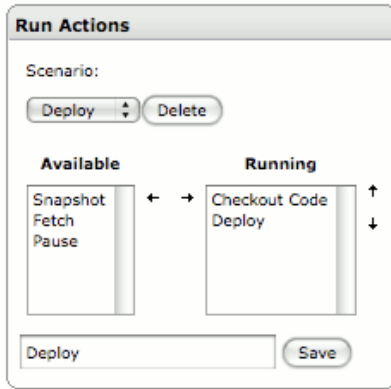 Run Actions
Scenario:
Deploy Delete
Available Running
Snapshot
Fetch
Pause
Checkout Code
Deploy
Deploy Save